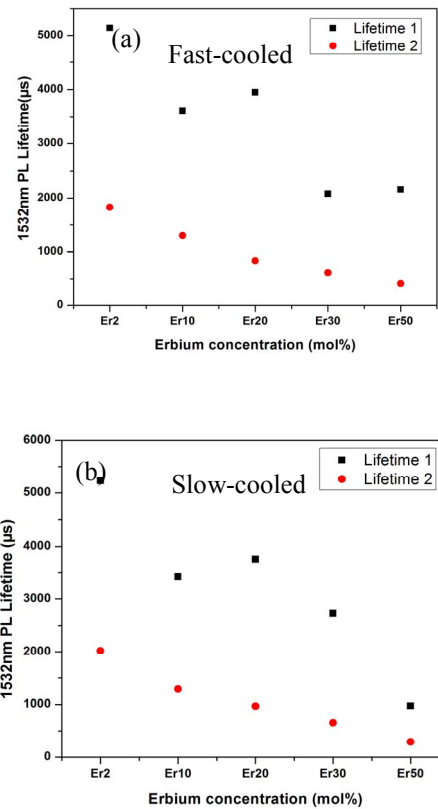 (a)
Fast-cooled
Lifetime 1
Lifetime 2
1532nm PL Lifetime(μs)
5000
4000
3000
2000
1000
0
Er2 Er10 Er20 Er30 Er50
Erbium concentration (mol%)
(b)
Slow-cooled
Lifetime 1
Lifetime 2
1532nm PL Lifetime (μs)
6000
5000
4000
3000
2000
1000
0
Er2 Er10 Er20 Er30 Er50
Erbium concentration (mol%)